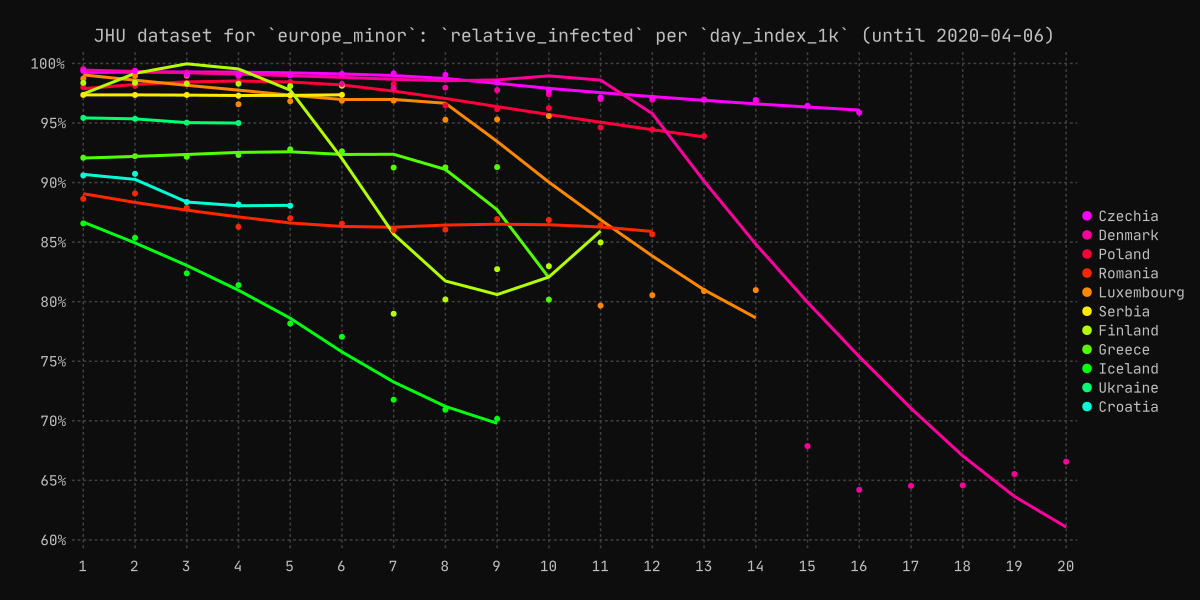 JHU dataset for `europe_minor`: `relative_infected` per `day_index_1k` (until 2020-04-06)
100%
95%
90%
85%
80%
75%
70%
65%
60%
1 2 3 4 5 6 7 8 9 10 11 12 13 14 15 16 17 18 19 20
Czechia
Denmark
Poland
Romania
Luxembourg
Serbia
Finland
Greece
Iceland
Ukraine
Croatia